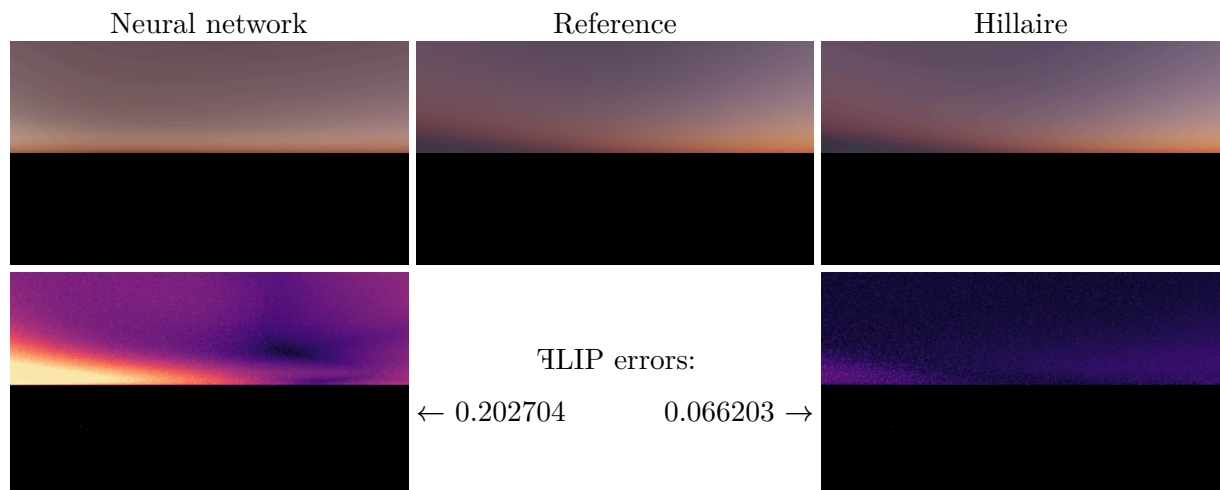 Neural network
Reference
Hillaire
ꟻLIP errors:
← 0.202704
0.066203 →